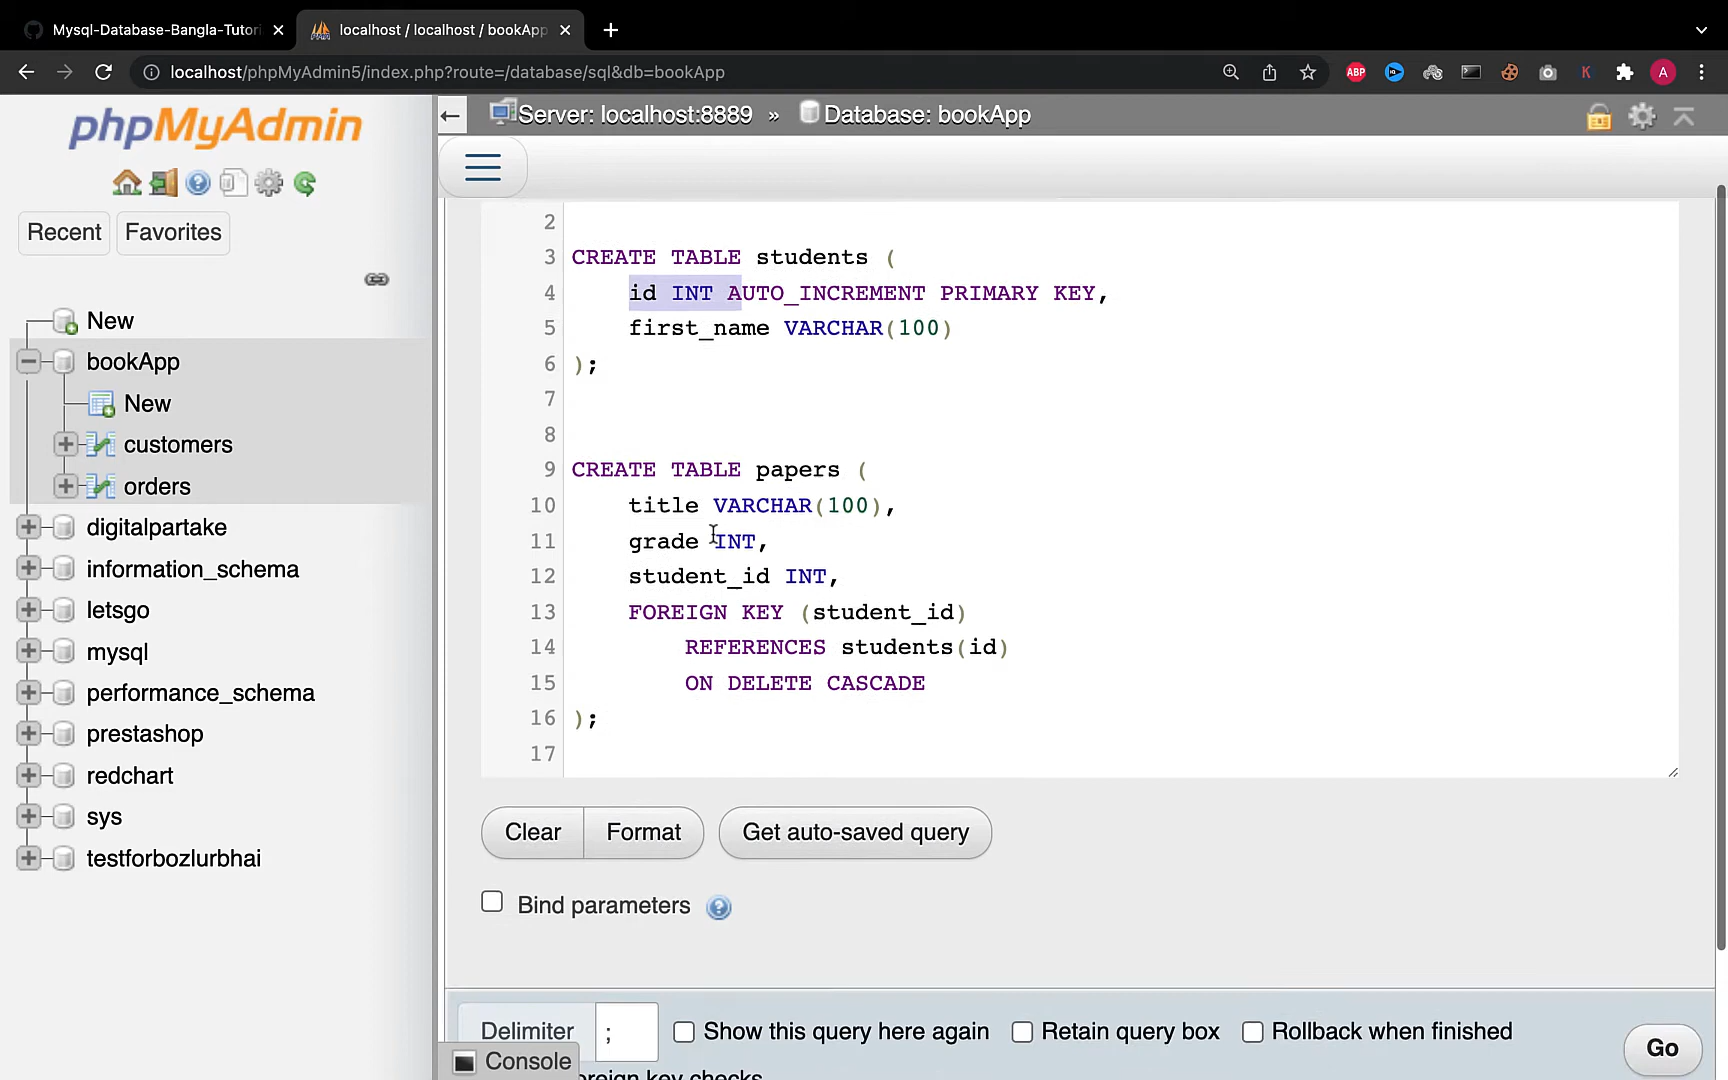 Mysql-Database-Bangla-Tutori
localhost / localhost / bookApp
localhost/phpMyAdmin5/index.php?route=/database/sql&db=bookApp
ABP
K
A
phpMyAdmin
Recent
Favorites
New
bookApp
New
customers
orders
digitalpartake
information_schema
letsgo
mysql
performance_schema
prestashop
redchart
sys
testforbozlurbhai
Server: localhost:8889 » Database: bookApp
2
3 CREATE TABLE students (
4 id INT AUTO_INCREMENT PRIMARY KEY,
5 first_name VARCHAR(100)
6 );
7
8
9 CREATE TABLE papers (
10 title VARCHAR(100),
11 grade INT,
12 student_id INT,
13 FOREIGN KEY (student_id)
14 REFERENCES students(id)
15 ON DELETE CASCADE
16 );
17
Clear
Format
Get auto-saved query
Bind parameters
Delimiter ; Show this query here again Retain query box Rollback when finished
Go
Console
oreign key checks